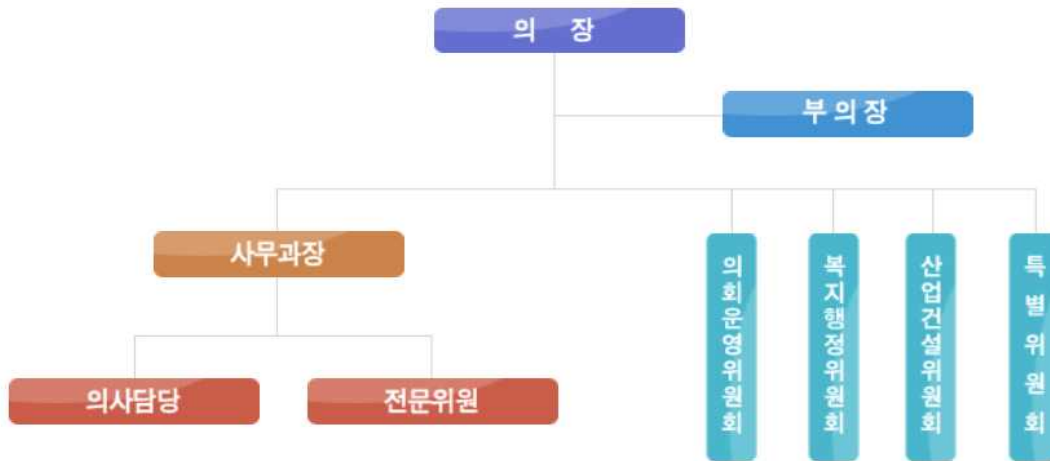 의 장
부 의 장
사무과장
의사담당
전문위원
의회운영위원회
복지행정위원회
산업건설위원회
특별위원회